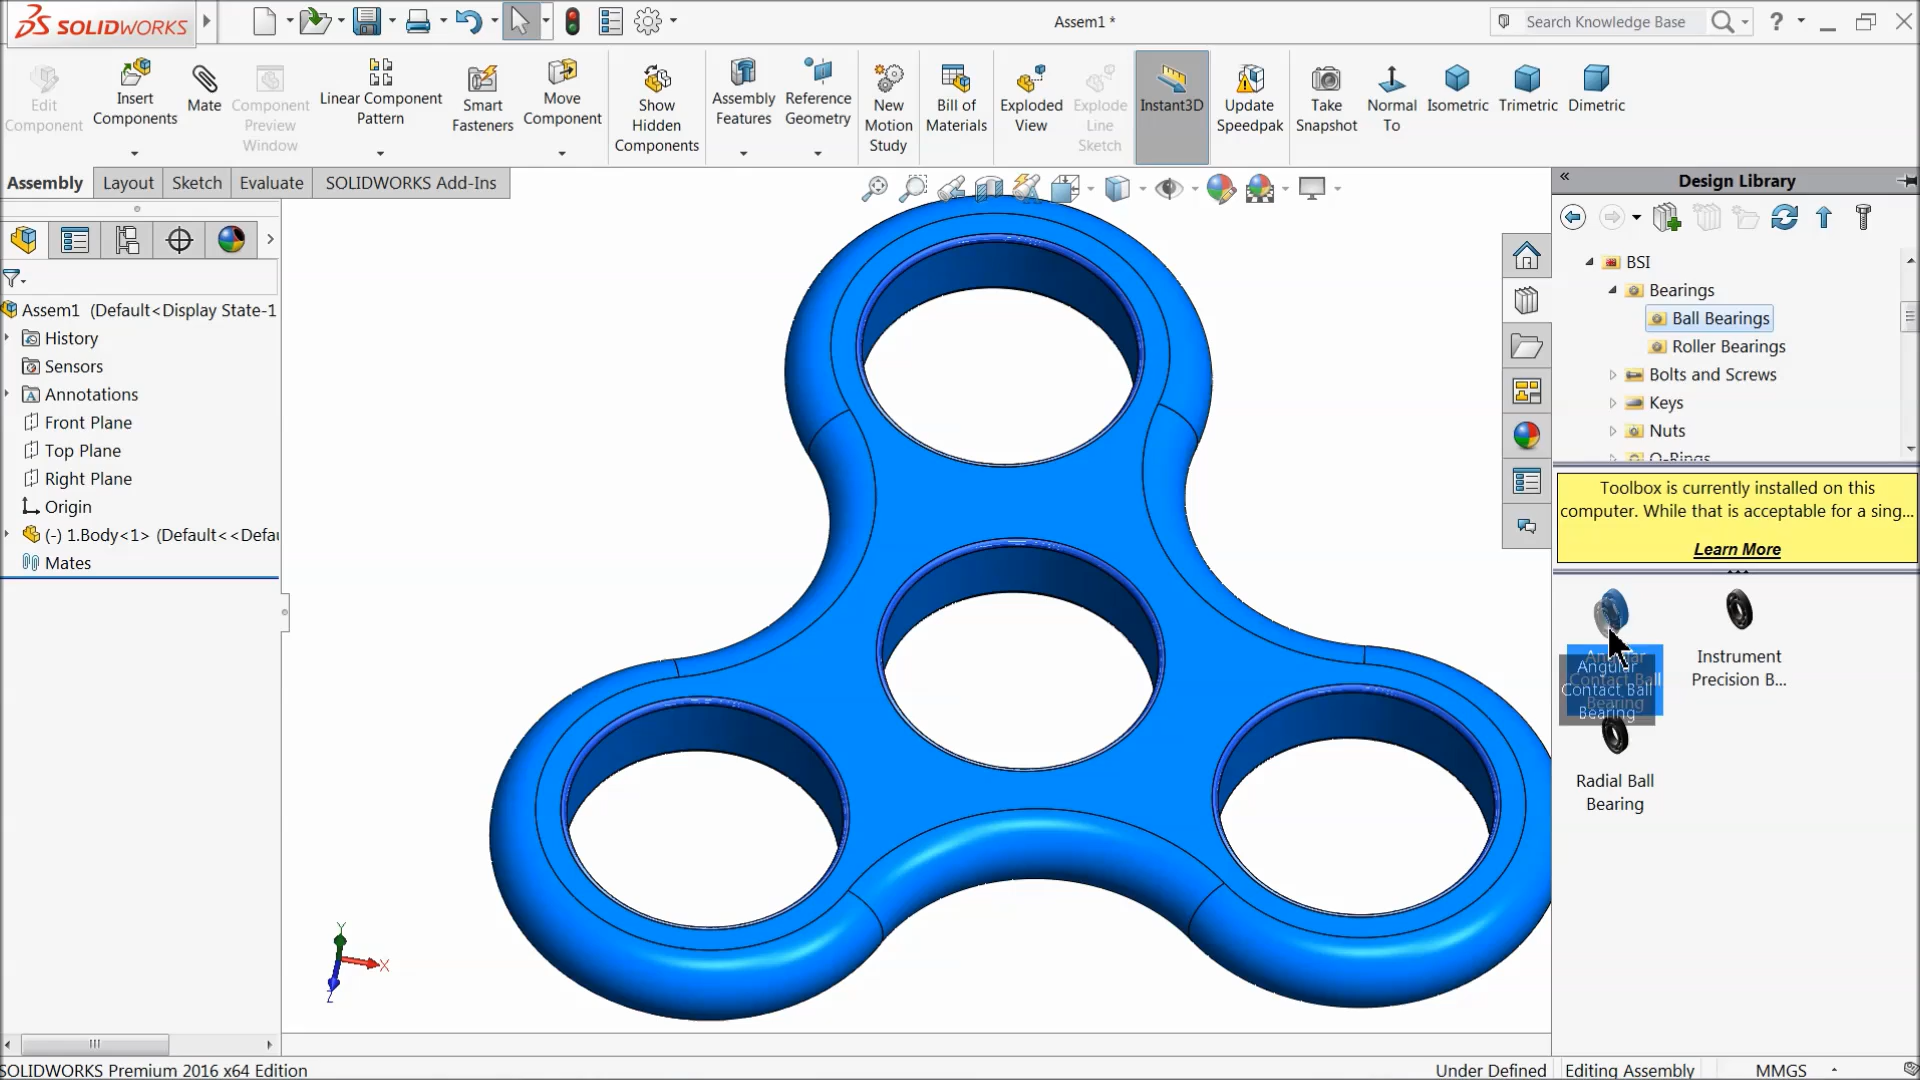 SOLIDWORKS
Assem1 *
Search Knowledge Base
?
Edit
Component
Insert
Components
Mate
Component
Preview
Window
Linear Component
Pattern
Smart
Fasteners
Move
Component
Show
Hidden
Components
Assembly
Features
Reference
Geometry
New
Motion
Study
Bill of
Materials
Exploded
View
Explode
Line
Sketch
Instant3D
Update
Speedpak
Take
Snapshot
Normal
To
Isometric
Trimetric
Dimetric
Assembly
Layout
Sketch
Evaluate
SOLIDWORKS Add-Ins
Assem1 (Default<Display State-1
History
Sensors
Annotations
Front Plane
Top Plane
Right Plane
Origin
(-) 1.Body<1> (Default<<Defau
Mates
Design Library
BSI
Bearings
Ball Bearings
Roller Bearings
Bolts and Screws
Keys
Nuts
O-Rings
Toolbox is currently installed on this
computer. While that is acceptable for a sing...
Learn More
Angular
Contact Ball
Bearing
Instrument
Precision B...
Radial Ball
Bearing
Y
X
Z
SOLIDWORKS Premium 2016 x64 Edition
Under Defined
Editing Assembly
MMGS